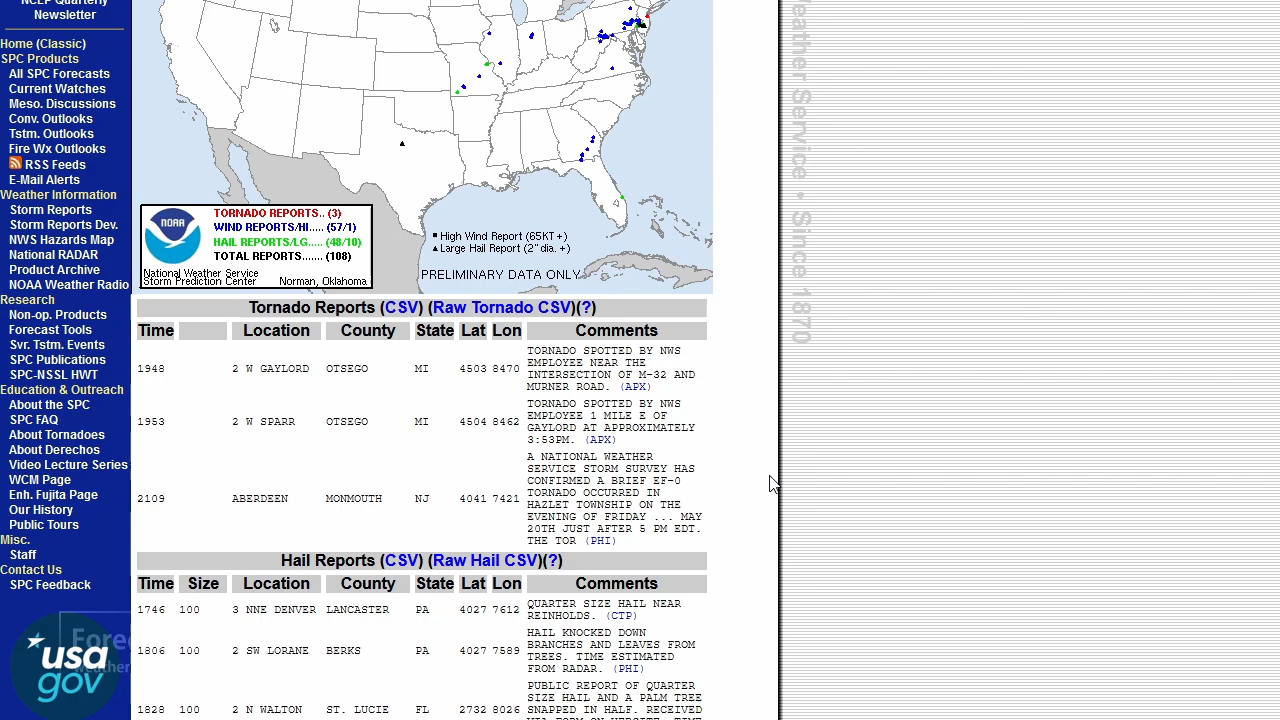 NCEP Quarterly
Newsletter
Home (Classic)
SPC Products
All SPC Forecasts
Current Watches
Meso. Discussions
Conv. Outlooks
Tstm. Outlooks
Fire Wx Outlooks
RSS Feeds
E-Mail Alerts
Weather Information
Storm Reports
Storm Reports Dev.
NWS Hazards Map
National RADAR
Product Archive
NOAA Weather Radio
Research
Non-op. Products
Forecast Tools
Svr. Tstm. Events
SPC Publications
SPC-NSSL HWT
Education & Outreach
About the SPC
SPC FAQ
About Tornadoes
About Derechos
Video Lecture Series
WCM Page
Enh. Fujita Page
Our History
Public Tours
Misc.
Staff
Contact Us
SPC Feedback
usa
gov
NOAA
TORNADO REPORTS.. (3)
WIND REPORTS/HI..... (57/1)
HAIL REPORTS/LG..... (48/10)
TOTAL REPORTS....... (108)
National Weather Service
Storm Prediction Center Norman, Oklahoma
High Wind Report (65KT +)
Large Hail Report (2" dia. +)
PRELIMINARY DATA ONLY
Tornado Reports (CSV) (Raw Tornado CSV)(?)
Time Location County State Lat Lon Comments
1948 2 W GAYLORD OTSEGO MI 4503 8470 TORNADO SPOTTED BY NWS
EMPLOYEE NEAR THE
INTERSECTION OF M-32 AND
MURNER ROAD. (APX)
1953 2 W SPARR OTSEGO MI 4504 8462 TORNADO SPOTTED BY NWS
EMPLOYEE 1 MILE E OF
GAYLORD AT APPROXIMATELY
3:53PM. (APX)
2109 ABERDEEN MONMOUTH NJ 4041 7421 A NATIONAL WEATHER
SERVICE STORM SURVEY HAS
CONFIRMED A BRIEF EF-0
TORNADO OCCURRED IN
HAZLET TOWNSHIP ON THE
EVENING OF FRIDAY ... MAY
20TH JUST AFTER 5 PM EDT.
THE TOR (PHI)
Hail Reports (CSV) (Raw Hail CSV)(?)
Time Size Location County State Lat Lon Comments
1746 100 3 NNE DENVER LANCASTER PA 4027 7612 QUARTER SIZE HAIL NEAR
REINHOLDS. (CTP)
1806 100 2 SW LORANE BERKS PA 4027 7589 HAIL KNOCKED DOWN
BRANCHES AND LEAVES FROM
TREES. TIME ESTIMATED
FROM RADAR. (PHI)
1828 100 2 N WALTON ST. LUCIE FL 2732 8026 PUBLIC REPORT OF QUARTER
SIZE HAIL AND A PALM TREE
SNAPPED IN HALF. RECEIVED
VIA FORM ON WEBSITE. TIME
eather Service • Since 1870